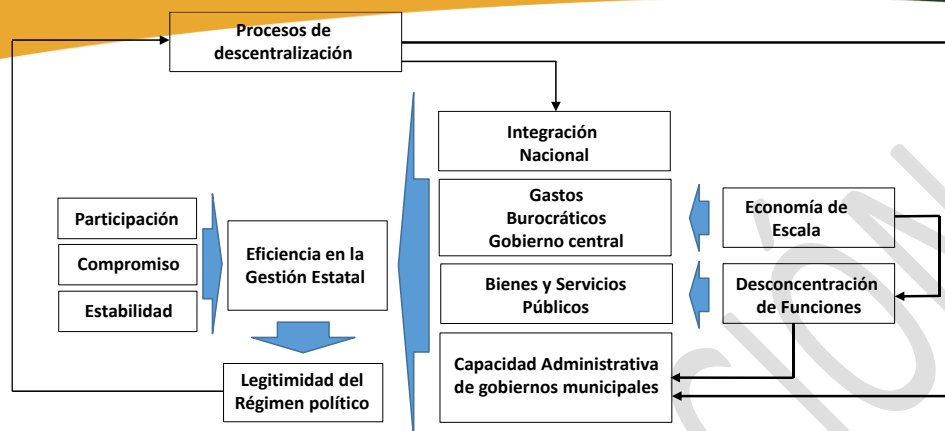 Procesos de
descentralización
Integración
Nacional
Gastos
Burocráticos
Gobierno central
Economía de
Escala
Participación
Compromiso
Estabilidad
Eficiencia en la
Gestión Estatal
Bienes y Servicios
Públicos
Desconcentración
de Funciones
Legitimidad del
Régimen político
Capacidad Administrativa
de gobiernos municipales